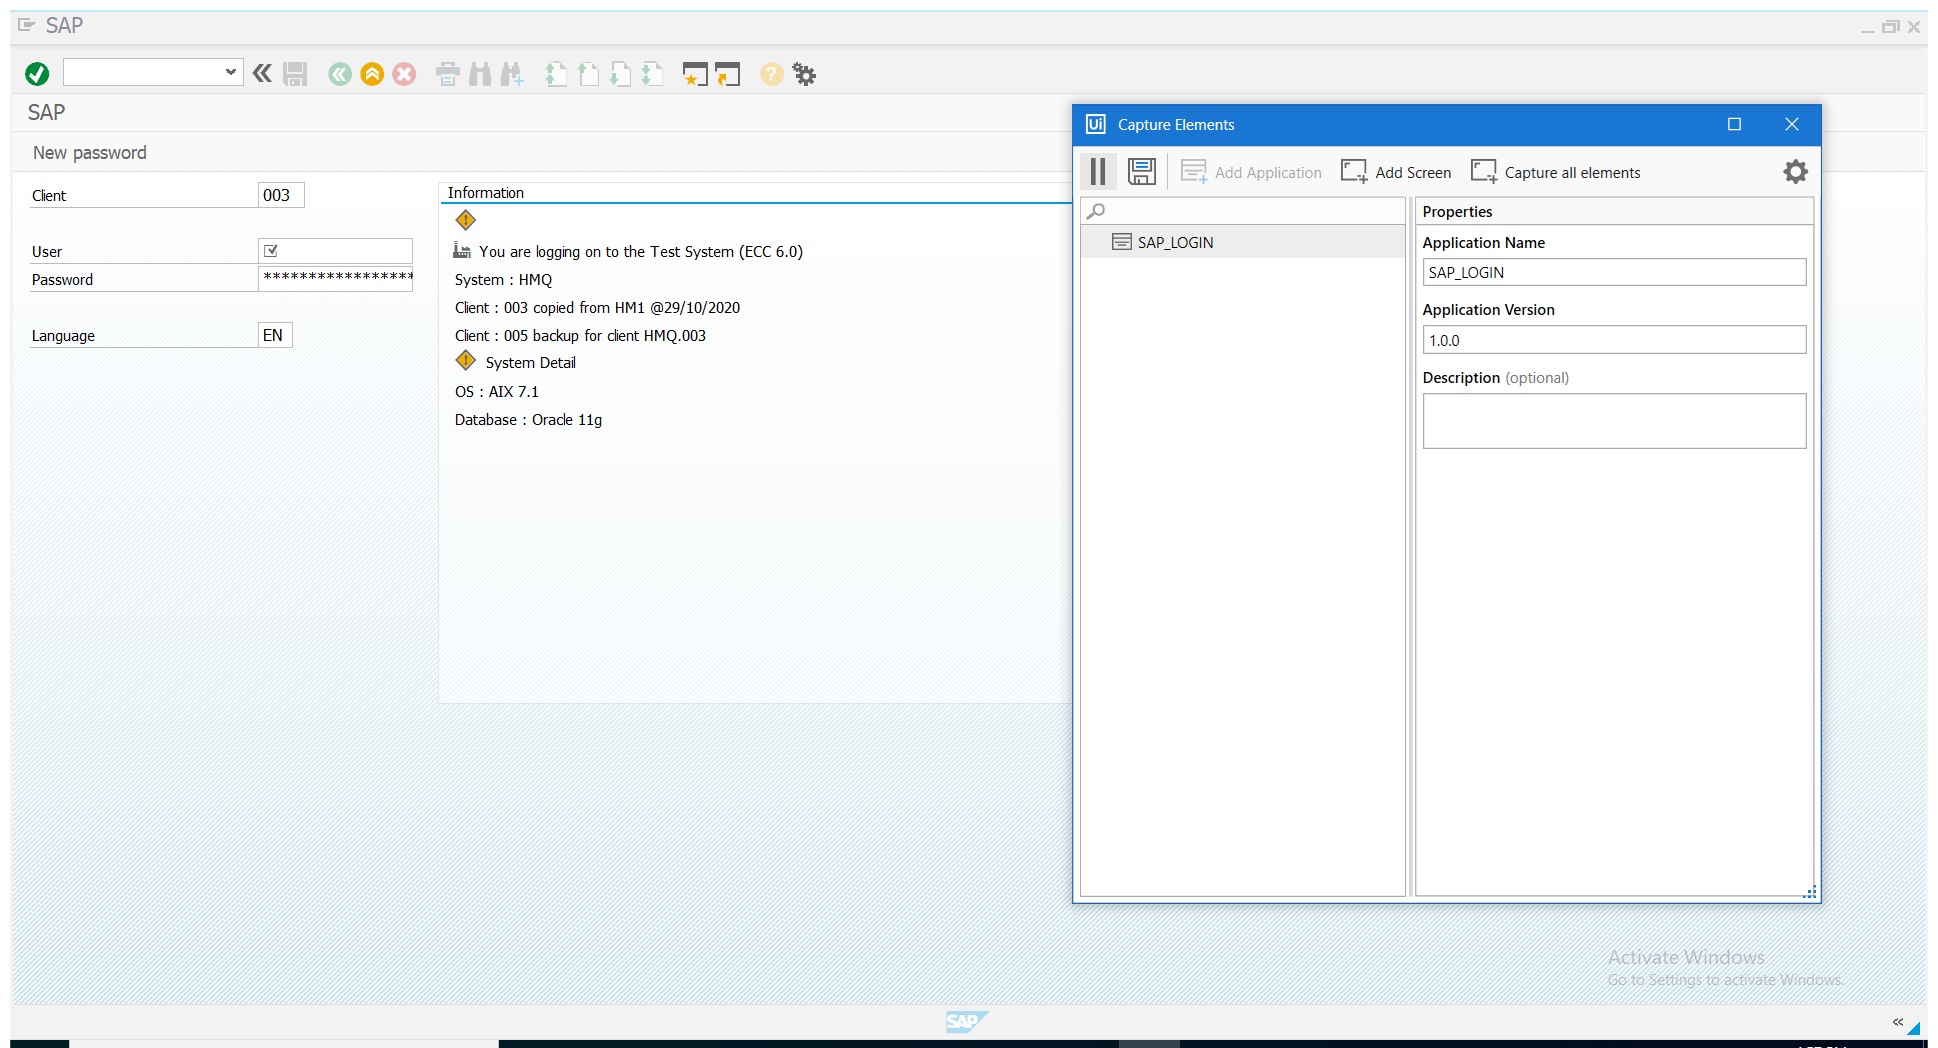 SAP
SAP
New password
Client 003
User
Password *****************
Language EN
Information
You are logging on to the Test System (ECC 6.0)
System : HMQ
Client : 003 copied from HM1 @29/10/2020
Client : 005 backup for client HMQ.003
System Detail
OS : AIX 7.1
Database : Oracle 11g
Ui Capture Elements
Add Application Add Screen Capture all elements
SAP_LOGIN
Properties
Application Name
SAP_LOGIN
Application Version
1.0.0
Description (optional)
Activate Windows
Go to Settings to activate Windows.
SAP